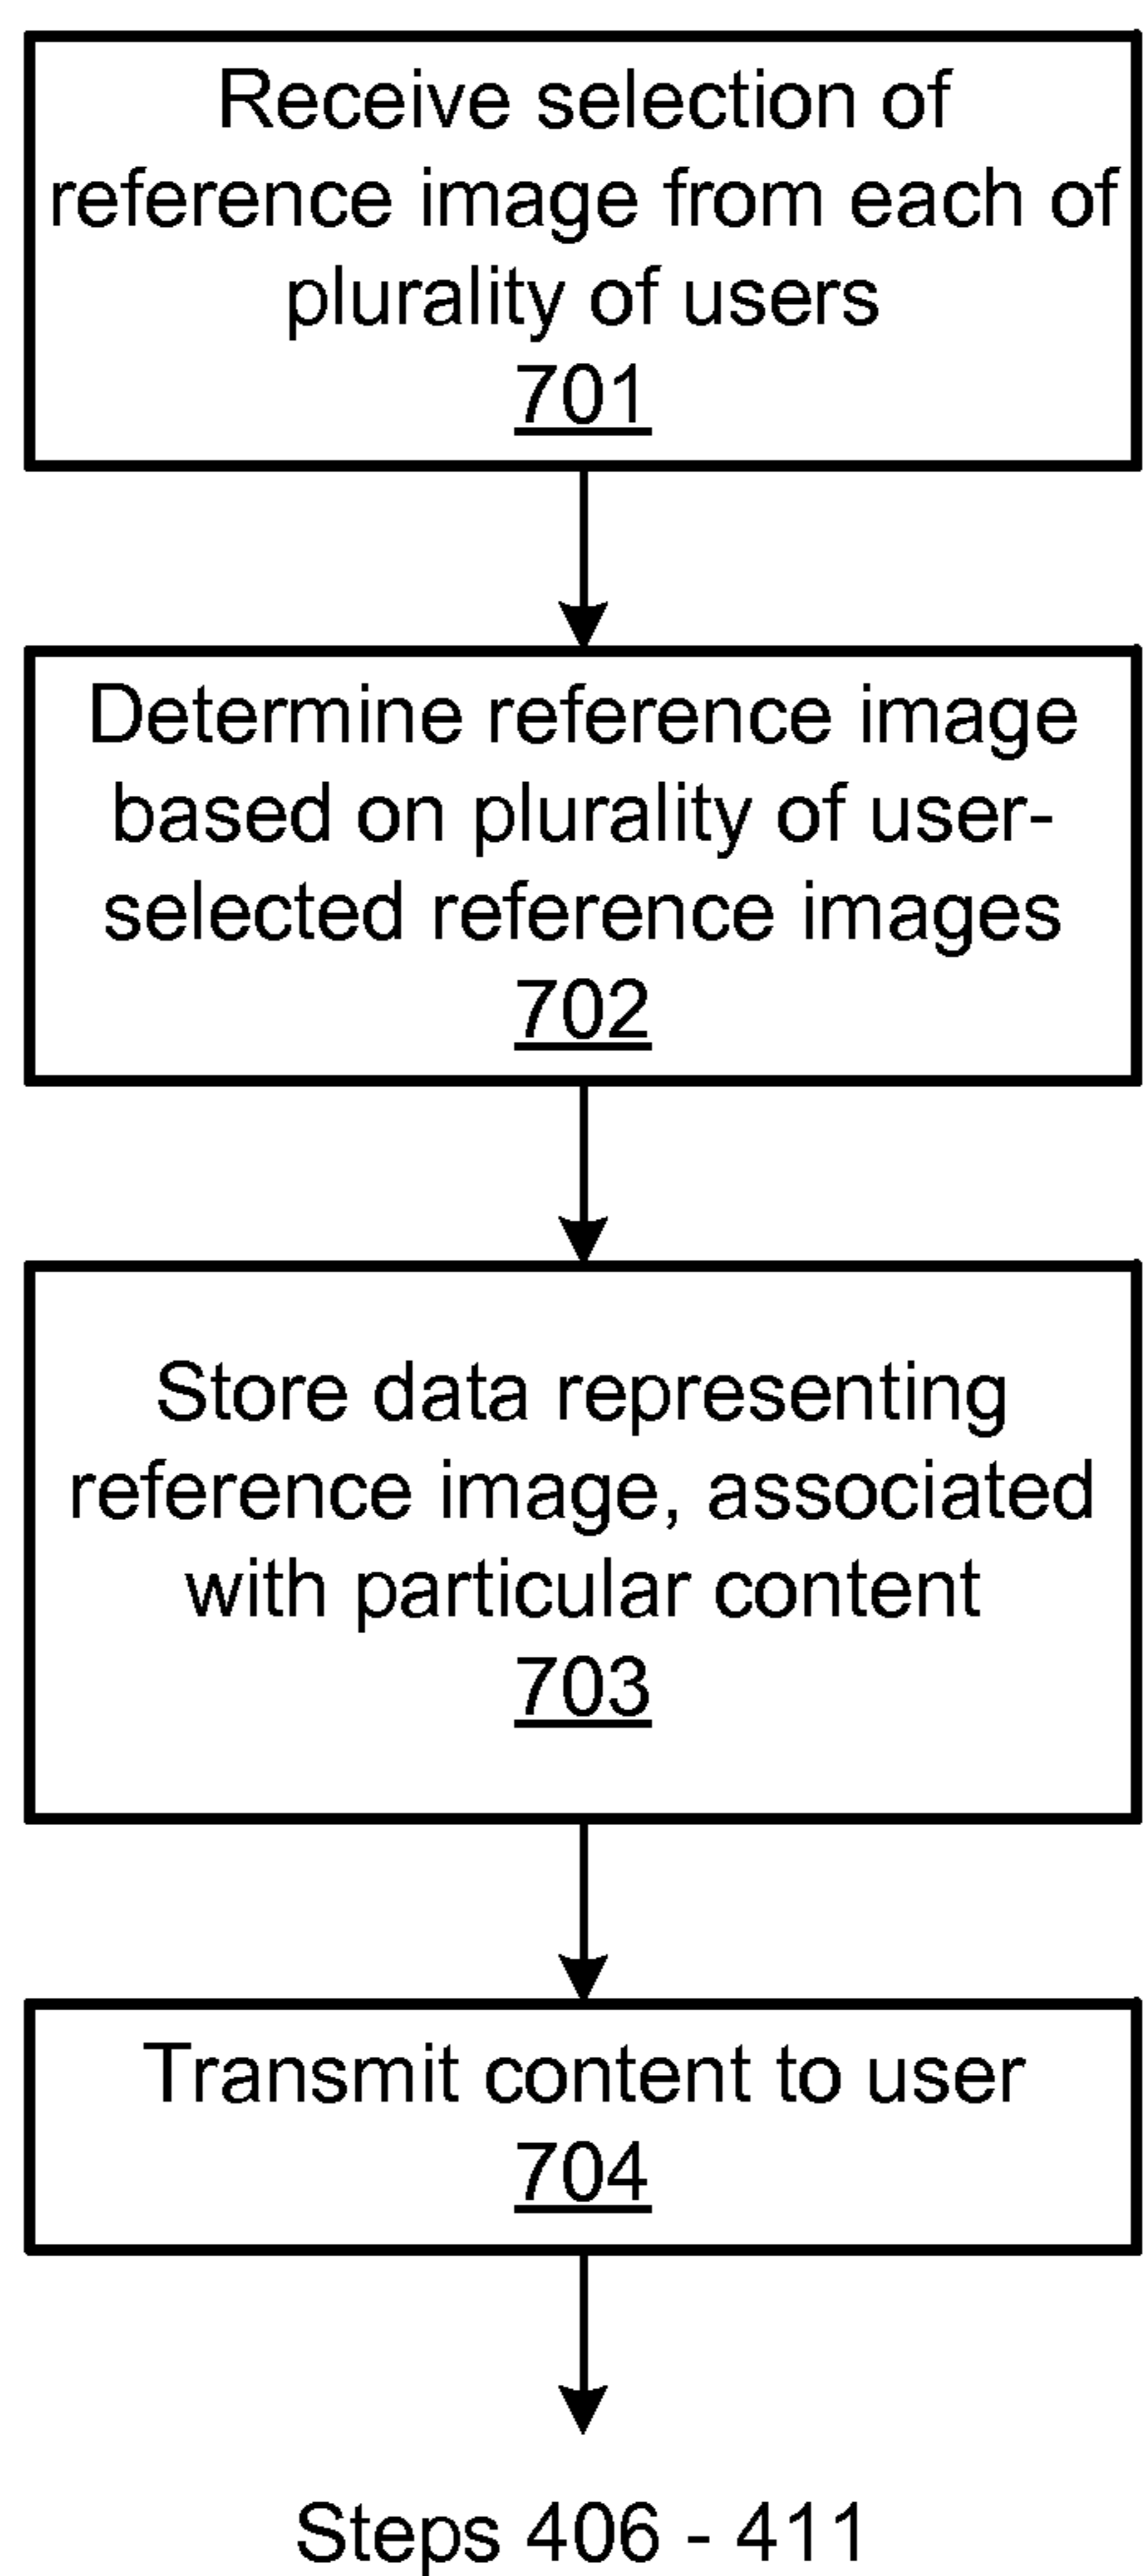 Receive selection of
reference image from each of
plurality of users
701
Determine reference image
based on plurality of user-
selected reference images
702
Store data representing
reference image, associated
with particular content
703
Transmit content to user
704
Steps 406 - 411